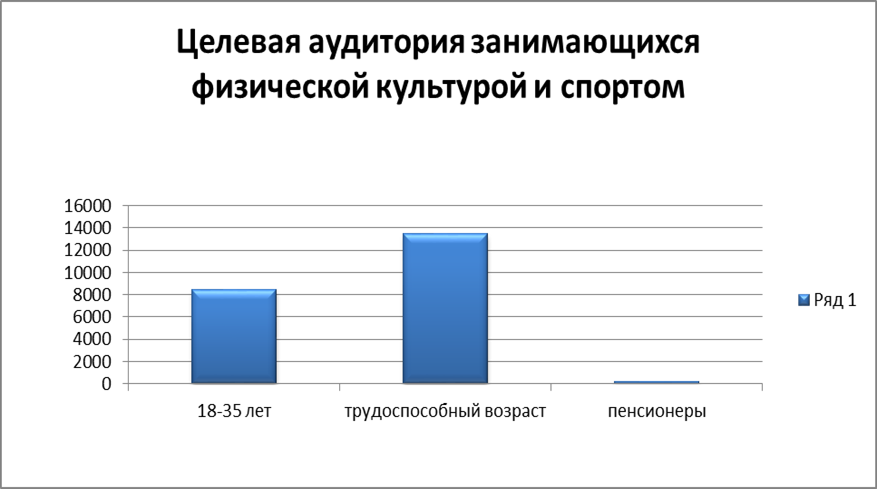 Целевая аудитория занимающихся
физической культурой и спортом
16000
14000
12000
10000
8000
6000
4000
2000
0
18-35 лет
трудоспособный возраст
пенсионеры
Ряд 1